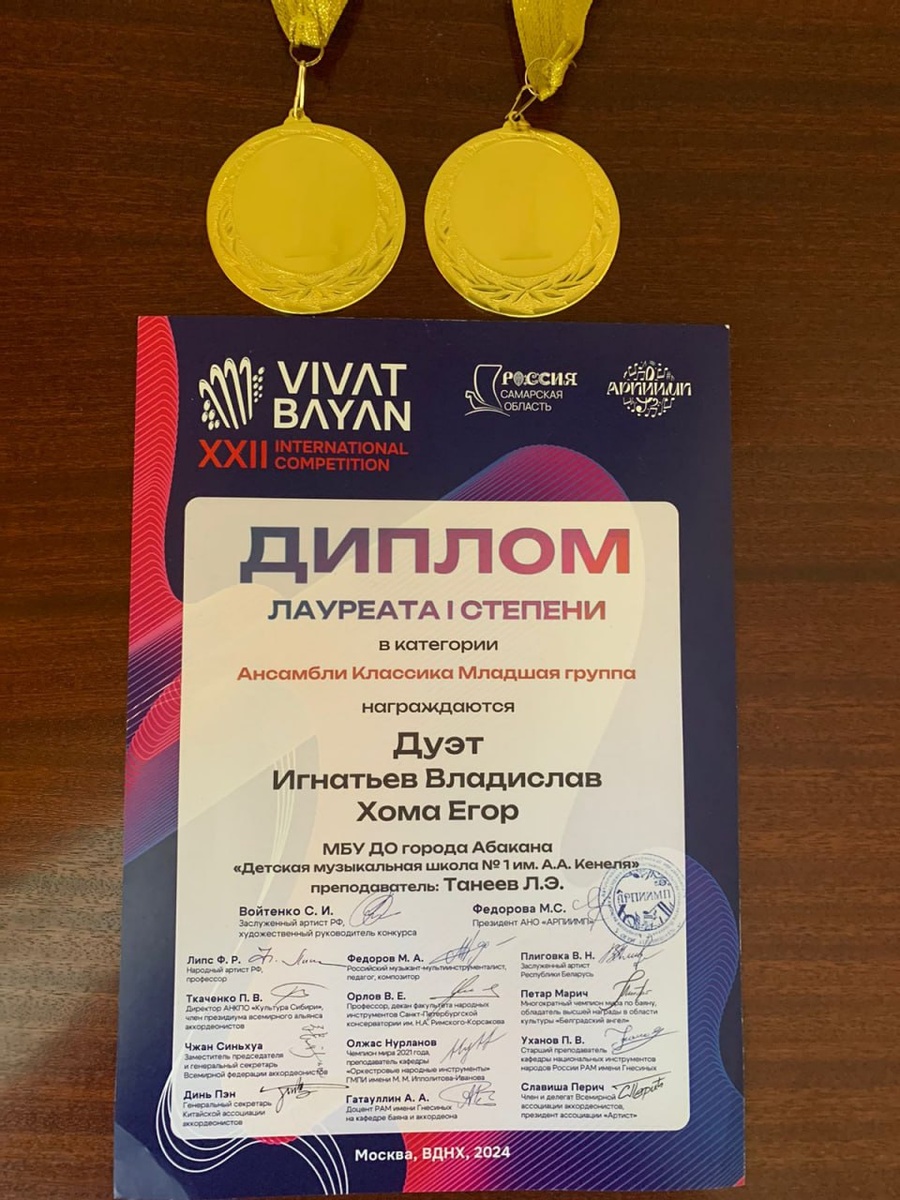 1
1
VIVAT
BAYAN
XXII INTERNATIONAL
COMPETITION
РОССИЯ
САМАРСКАЯ
ОБЛАСТЬ
АРПИИМП
ДИПЛОМ
ЛАУРЕАТА I СТЕПЕНИ
в категории
Ансамбли Классика Младшая группа
награждаются
Дуэт
Игнатьев Владислав
Хома Егор
МБУ ДО города Абакана
«Детская музыкальная школа № 1 им. А.А. Кенеля»
преподаватель: Танеев Л.Э.
Войтенко С. И.
Заслуженный артист РФ,
художественный руководитель конкурса
Федорова М.С.
Президент АНО «АРПИИМП»
АРПИИМП
Липс Ф. Р.
Народный артист РФ,
профессор
Федоров М. А.
Российский музыкант-мультиинструменталист,
педагог, композитор
Плиговка В. Н.
Заслуженный артист
Республики Беларусь
Ткаченко П. В.
Директор АНКПО «Культура Сибири»,
член президиума всемирного альянса
аккордеонистов
Орлов В. Е.
Профессор, декан факультета народных
инструментов Санкт-Петербургской
консерватории им. Н.А. Римского-Корсакова
Петар Марич
Многократный чемпион мира по баяну,
обладатель высшей награды в области
культуры «Белградский ангел»
Чжан Синьхуа
Заместитель председателя
и генеральный секретарь
Всемирной федерации аккордеонистов
Олжас Нурланов
Чемпион мира 2021 года,
преподаватель кафедры
«Оркестровые народные инструменты»
ГМПИ имени М. М. Ипполитова-Иванова
Уханов П. В.
Старший преподаватель
кафедры национальных инструментов
народов России РАМ имени Гнесиных
Динь Пэн
Генеральный секретарь
Китайской ассоциации
аккордеонистов
Гатауллин А. А.
Доцент РАМ имени Гнесиных
на кафедре баяна и аккордеона
Славиша Перич
Член и делегат Всемирной
ассоциации аккордеонистов,
президент ассоциации «Артист»
Москва, ВДНХ, 2024